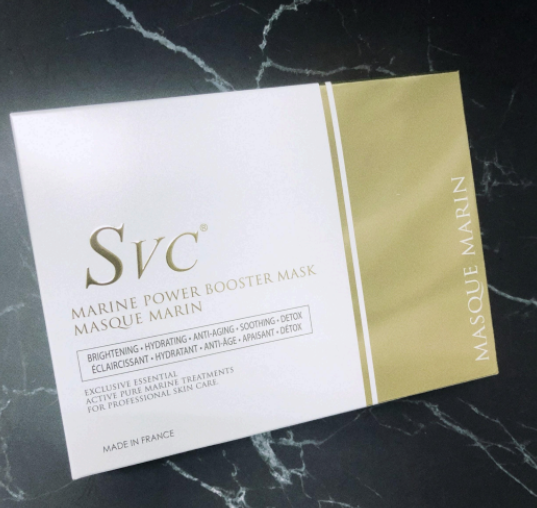 SVC®
MARINE POWER BOOSTER MASK
MASQUE MARIN
BRIGHTENING • HYDRATING • ANTI-AGING • SOOTHING • DETOX
ÉCLAIRCISSANT • HYDRATANT • ANTI-ÂGE • APAISANT • DÉTOX
EXCLUSIVE ESSENTIAL
ACTIVE PURE MARINE TREATMENTS
FOR PROFESSIONAL SKIN CARE.
MADE IN FRANCE
MASQUE MARIN